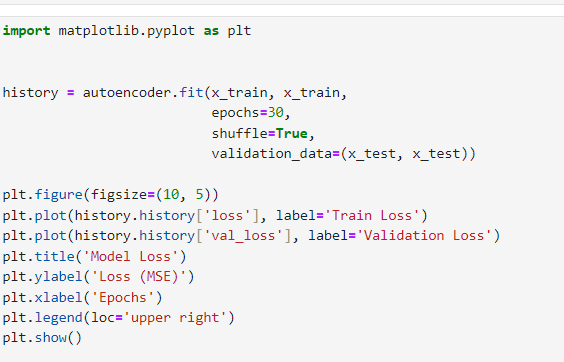 import matplotlib.pyplot as plt
history = autoencoder.fit(x_train, x_train,
epochs=30,
shuffle=True,
validation_data=(x_test, x_test))
plt.figure(figsize=(10, 5))
plt.plot(history.history['loss'], label='Train Loss')
plt.plot(history.history['val_loss'], label='Validation Loss')
plt.title('Model Loss')
plt.ylabel('Loss (MSE)')
plt.xlabel('Epochs')
plt.legend(loc='upper right')
plt.show()